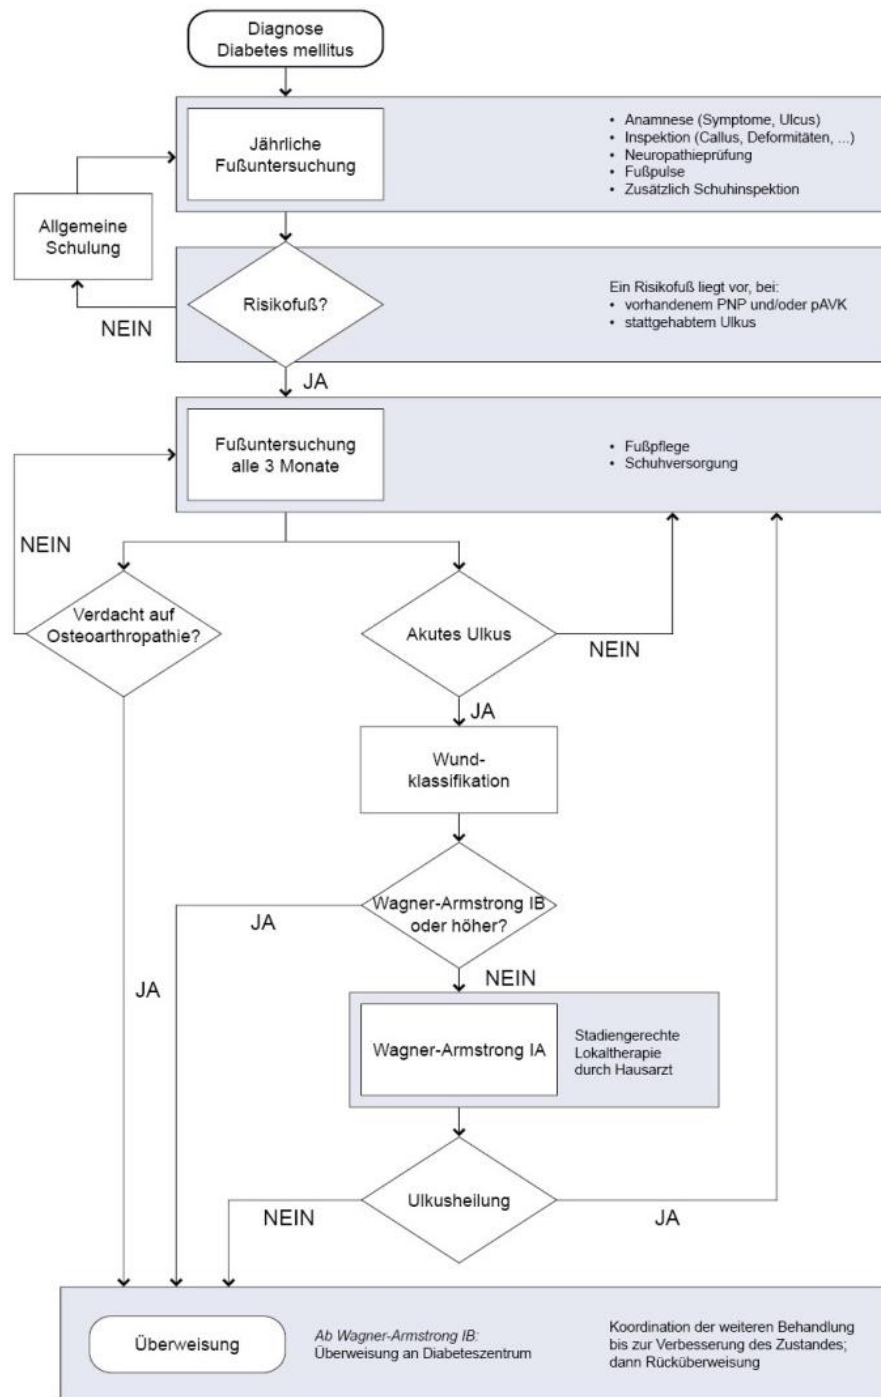 Diagnose
Diabetes mellitus
Jährliche
Fußuntersuchung
• Anamnese (Symptome, Ulcus)
• Inspektion (Callus, Deformitäten, ...)
• Neuropathieprüfung
• Fußpulse
• Zusätzlich Schuhinspektion
Allgemeine
Schulung
Risikofuß?
NEIN
Ein Risikofuß liegt vor, bei:
• vorhandenem PNP und/oder pAVK
• stattgehabtem Ulkus
JA
Fußuntersuchung
alle 3 Monate
• Fußpflege
• Schuhversorgung
NEIN
Verdacht auf
Osteoarthropathie?
Akutes Ulkus
NEIN
JA
Wund-
klassifikation
Wagner-Armstrong IB
oder höher?
JA
NEIN
JA
Wagner-Armstrong IA
Stadiengerechte
Lokaltherapie
durch Hausarzt
Ulkusheilung
NEIN
JA
Überweisung
Ab Wagner-Armstrong IB:
Überweisung an Diabeteszentrum
Koordination der weiteren Behandlung
bis zur Verbesserung des Zustandes;
dann Rücküberweisung